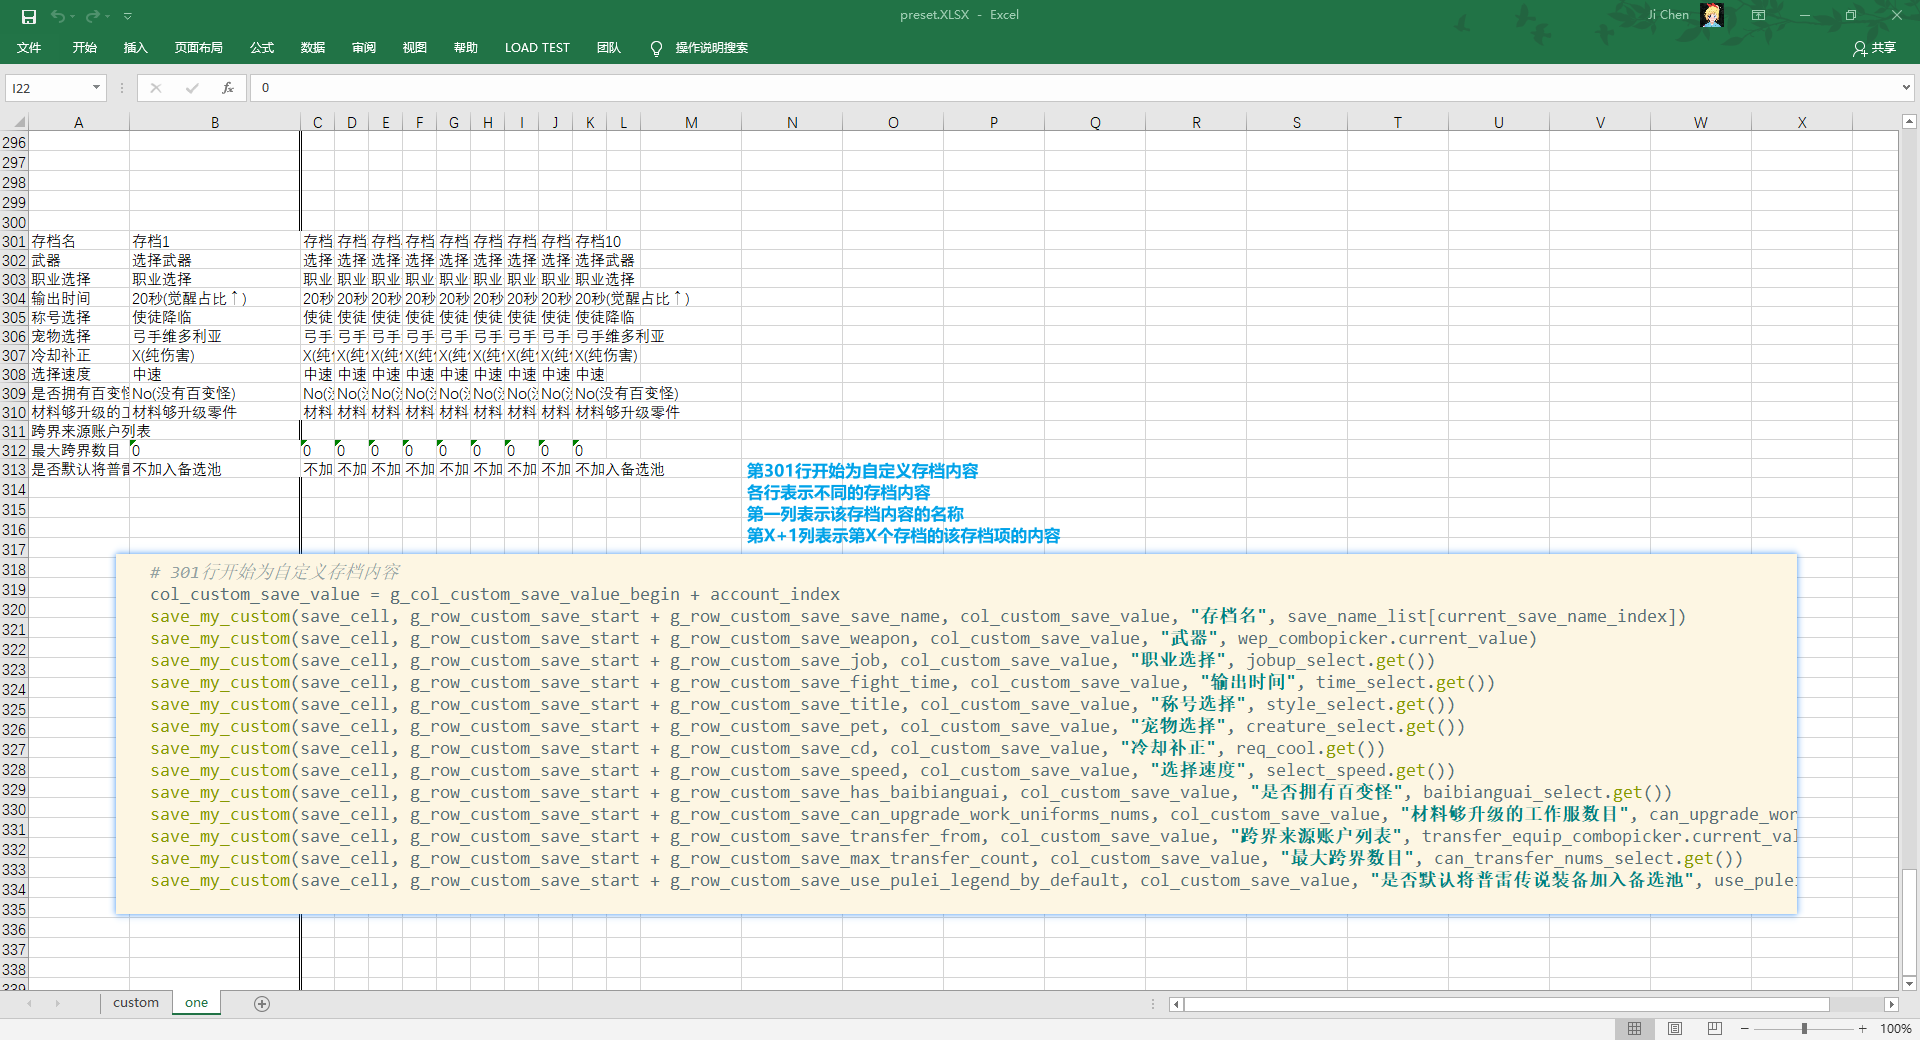 preset.XLSX - Excel
Ji Chen
文件 开始 插入 页面布局 公式 数据 审阅 视图 帮助 LOAD TEST 团队 操作说明搜索 共享
I22 fx 0
A B C D E F G H I J K L M N O P Q R S T U V W X
296
297
298
299
300
301 存档名 存档1 存档 存档 存档 存档 存档 存档 存档 存档 存档10
302 武器 选择武器 选择 选择 选择 选择 选择 选择 选择 选择 选择武器
303 职业选择 职业选择 职业 职业 职业 职业 职业 职业 职业 职业 职业选择
304 输出时间 20秒(觉醒占比↑) 20秒 20秒 20秒 20秒 20秒 20秒 20秒 20秒 20秒(觉醒占比↑)
305 称号选择 使徒降临 使徒 使徒 使徒 使徒 使徒 使徒 使徒 使徒 使徒降临
306 宠物选择 弓手维多利亚 弓手 弓手 弓手 弓手 弓手 弓手 弓手 弓手 弓手维多利亚
307 冷却补正 X(纯伤害) X(纯 X(纯 X(纯 X(纯 X(纯 X(纯 X(纯 X(纯 X(纯伤害)
308 选择速度 中速 中速 中速 中速 中速 中速 中速 中速 中速 中速
309 是否拥有百变怪 No(没有百变怪) No( No( No( No( No( No( No( No( No(没有百变怪)
310 材料够升级的 材料够升级零件 材料 材料 材料 材料 材料 材料 材料 材料 材料够升级零件
311 跨界来源账户列表
312 最大跨界数目 0 0 0 0 0 0 0 0 0 0
313 是否默认将普雷 不加入备选池 不加 不加 不加 不加 不加 不加 不加 不加 不加入备选池
第301行开始为自定义存档内容
314
各行表示不同的存档内容
315
第一列表示该存档内容的名称
316
第X+1列表示第X个存档的该存档项的内容
317
318
319
320
321
322
323
324
325
326
327
328
329
330
331
332
333
334
335
336
337
338
339
# 301行开始为自定义存档内容
col_custom_save_value = g_col_custom_save_value_begin + account_index
save_my_custom(save_cell, g_row_custom_save_start + g_row_custom_save_save_name, col_custom_save_value, "存档名", save_name_list[current_save_name_index])
save_my_custom(save_cell, g_row_custom_save_start + g_row_custom_save_weapon, col_custom_save_value, "武器", wep_combopicker.current_value)
save_my_custom(save_cell, g_row_custom_save_start + g_row_custom_save_job, col_custom_save_value, "职业选择", jobup_select.get())
save_my_custom(save_cell, g_row_custom_save_start + g_row_custom_save_fight_time, col_custom_save_value, "输出时间", time_select.get())
save_my_custom(save_cell, g_row_custom_save_start + g_row_custom_save_title, col_custom_save_value, "称号选择", style_select.get())
save_my_custom(save_cell, g_row_custom_save_start + g_row_custom_save_pet, col_custom_save_value, "宠物选择", creature_select.get())
save_my_custom(save_cell, g_row_custom_save_start + g_row_custom_save_cd, col_custom_save_value, "冷却补正", req_cool.get())
save_my_custom(save_cell, g_row_custom_save_start + g_row_custom_save_speed, col_custom_save_value, "选择速度", select_speed.get())
save_my_custom(save_cell, g_row_custom_save_start + g_row_custom_save_has_baibianguai, col_custom_save_value, "是否拥有百变怪", baibianguai_select.get())
save_my_custom(save_cell, g_row_custom_save_start + g_row_custom_save_can_upgrade_work_uniforms_nums, col_custom_save_value, "材料够升级的工作服数目", can_upgrade_wor
save_my_custom(save_cell, g_row_custom_save_start + g_row_custom_save_transfer_from, col_custom_save_value, "跨界来源账户列表", transfer_equip_combopicker.current_val
save_my_custom(save_cell, g_row_custom_save_start + g_row_custom_save_max_transfer_count, col_custom_save_value, "最大跨界数目", can_transfer_nums_select.get())
save_my_custom(save_cell, g_row_custom_save_start + g_row_custom_save_use_pulei_legend_by_default, col_custom_save_value, "是否默认将普雷传说装备加入备选池", use_pulei
custom one
100%